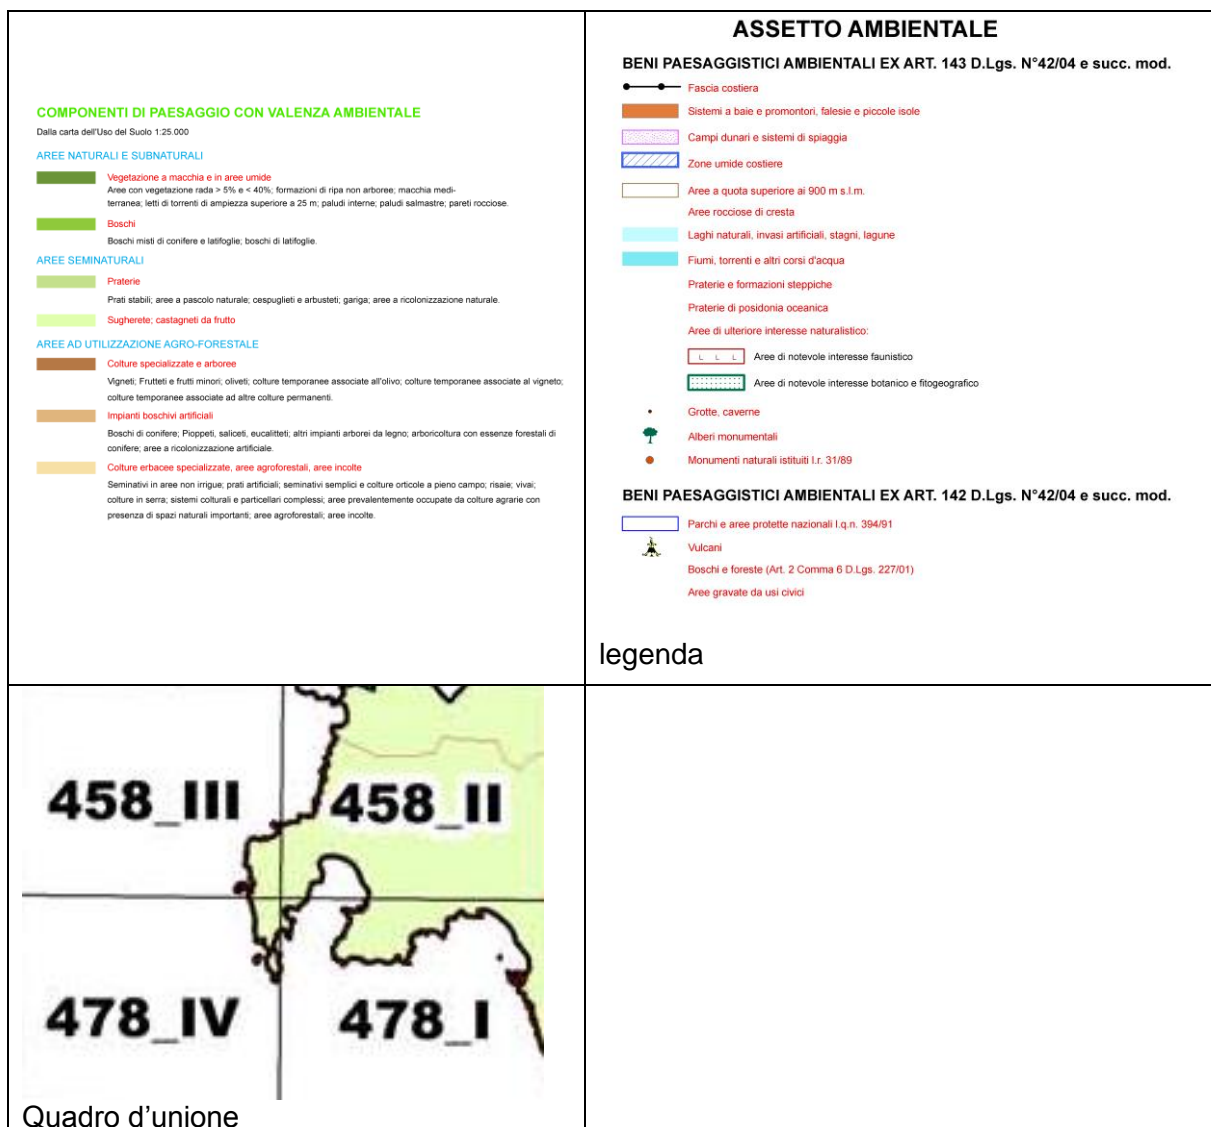 COMPONENTI DI PAESAGGIO CON VALENZA AMBIENTALE
Dalla carta dell'Uso del Suolo 1:25.000
AREE NATURALI E SUBNATURALI
Vegetazione a macchia e in aree umide
Aree con vegetazione rada > 5% e < 40%; formazioni di ripa non arboree; macchia medi-
terranea; letti di torrenti di ampiezza superiore a 25 m; paludi interne; paludi salmastre; pareti rocciose.
Boschi
Boschi misti di conifere e latifoglie; boschi di latifoglie.
AREE SEMINATURALI
Praterie
Prati stabili; aree a pascolo naturale; cespuglieti e arbusteti; gariga; aree a ricolonizzazione naturale.
Sugherete; castagneti da frutto
AREE AD UTILIZZAZIONE AGRO-FORESTALE
Colture specializzate e arboree
Vigneti; Frutteti e frutti minori; oliveti; colture temporanee associate all'olivo; colture temporanee associate al vigneto;
colture temporanee associate ad altre colture permanenti.
Impianti boschivi artificiali
Boschi di conifere; Pioppeti, saliceti, eucalitteti; altri impianti arborei da legno; arboricoltura con essenze forestali di
conifere; aree a ricolonizzazione artificiale.
Colture erbacee specializzate, aree agroforestali, aree incolte
Seminativi in aree non irrigue; prati artificiali; seminativi semplici e colture orticole a pieno campo; risaie; vivai;
colture in serra; sistemi colturali e particellari complessi; aree prevalentemente occupate da colture agrarie con
presenza di spazi naturali importanti; aree agroforestali; aree incolte.
ASSETTO AMBIENTALE
BENI PAESAGGISTICI AMBIENTALI EX ART. 143 D.Lgs. N°42/04 e succ. mod.
Fascia costiera
Sistemi a baie e promontori, falesie e piccole isole
Campi dunari e sistemi di spiaggia
Zone umide costiere
Aree a quota superiore ai 900 m s.l.m.
Aree rocciose di cresta
Laghi naturali, invasi artificiali, stagni, lagune
Fiumi, torrenti e altri corsi d'acqua
Praterie e formazioni steppiche
Praterie di posidonia oceanica
Aree di ulteriore interesse naturalistico:
L L L Aree di notevole interesse faunistico
Aree di notevole interesse botanico e fitogeografico
Grotte, caverne
Alberi monumentali
Monumenti naturali istituiti l.r. 31/89
BENI PAESAGGISTICI AMBIENTALI EX ART. 142 D.Lgs. N°42/04 e succ. mod.
Parchi e aree protette nazionali l.q.n. 394/91
Vulcani
Boschi e foreste (Art. 2 Comma 6 D.Lgs. 227/01)
Aree gravate da usi civici
legenda
458_III 458_II
478_IV 478_I
Quadro d'unione